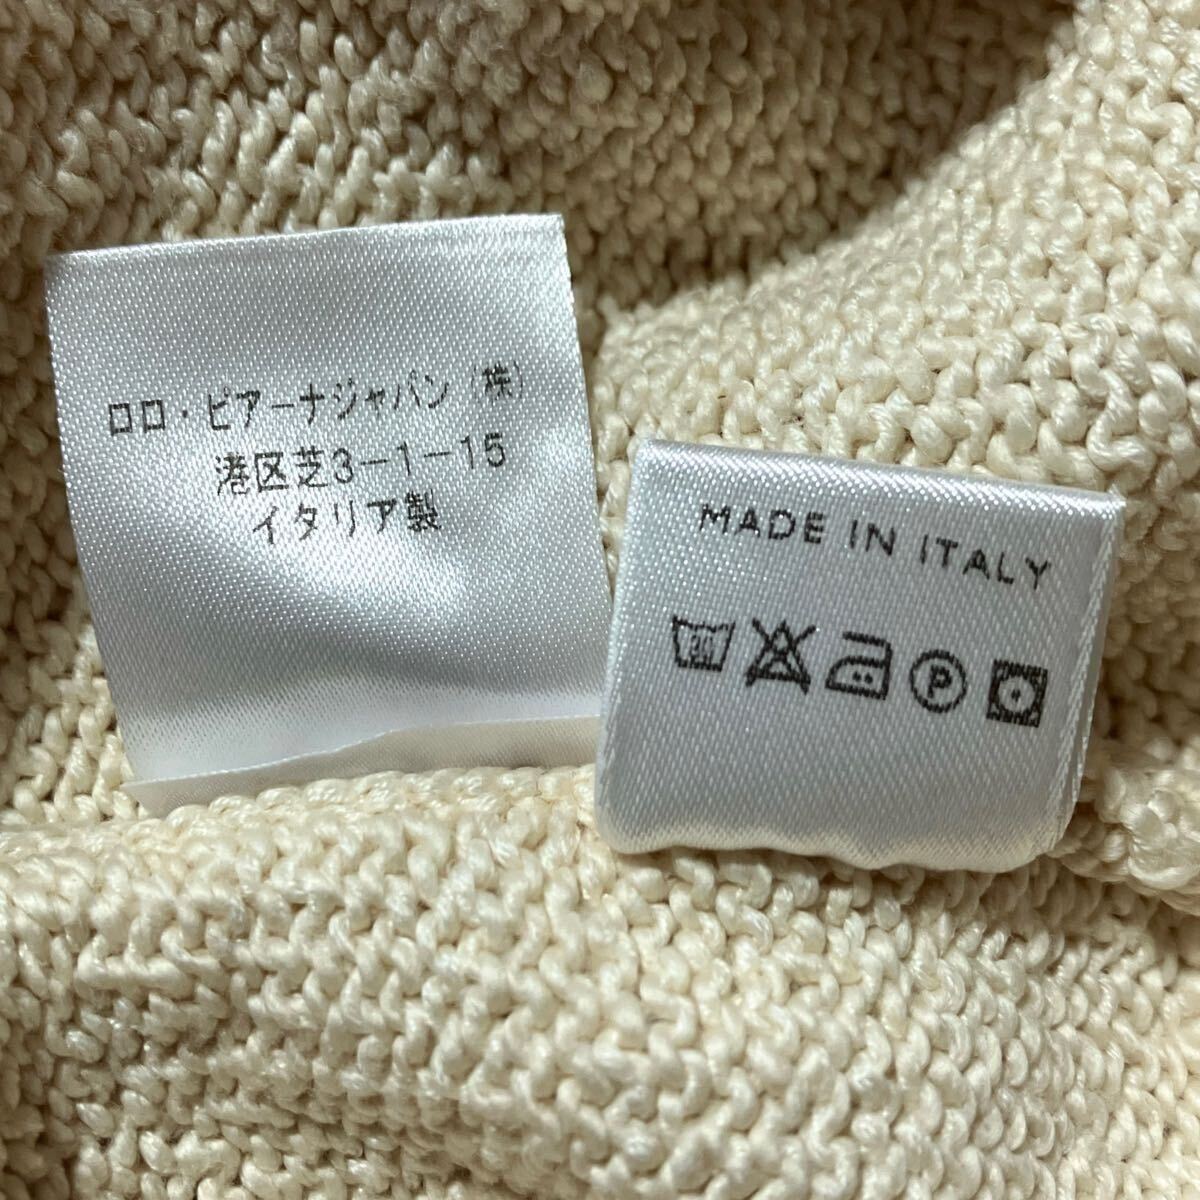 ロロ・ピアーナジャパン(株)
港区芝3-1-15
イタリア製
MADE IN ITALY
30
P